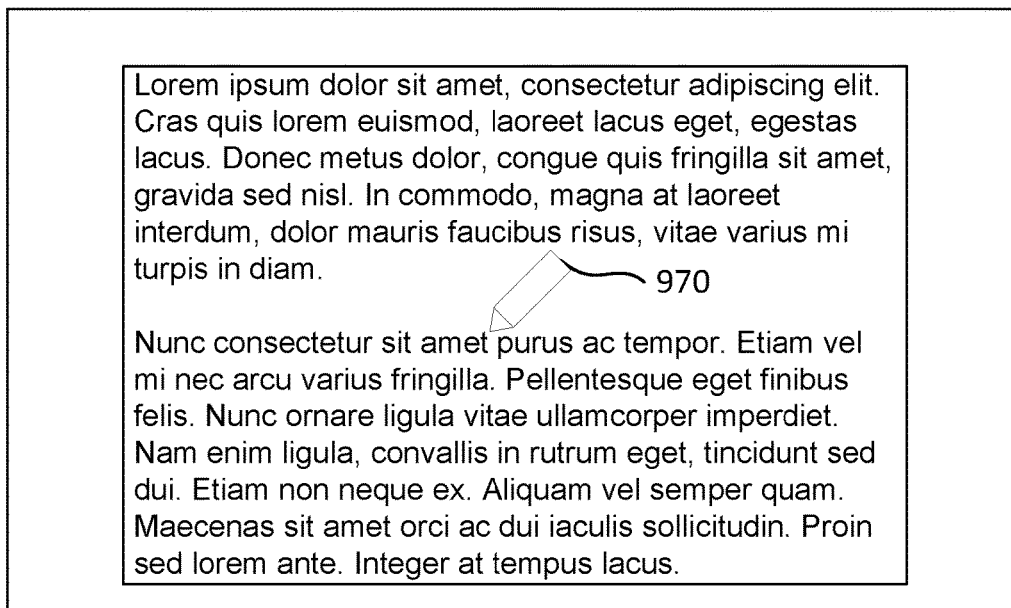 Lorem ipsum dolor sit amet, consectetur adipiscing elit.
Cras quis lorem euismod, laoreet lacus eget, egestas
lacus. Donec metus dolor, congue quis fringilla sit amet,
gravida sed nisl. In commodo, magna at laoreet
interdum, dolor mauris faucibus risus, vitae varius mi
turpis in diam.
970
Nunc consectetur sit amet purus ac tempor. Etiam vel
mi nec arcu varius fringilla. Pellentesque eget finibus
felis. Nunc ornare ligula vitae ullamcorper imperdiet.
Nam enim ligula, convallis in rutrum eget, tincidunt sed
dui. Etiam non neque ex. Aliquam vel semper quam.
Maecenas sit amet orci ac dui iaculis sollicitudin. Proin
sed lorem ante. Integer at tempus lacus.